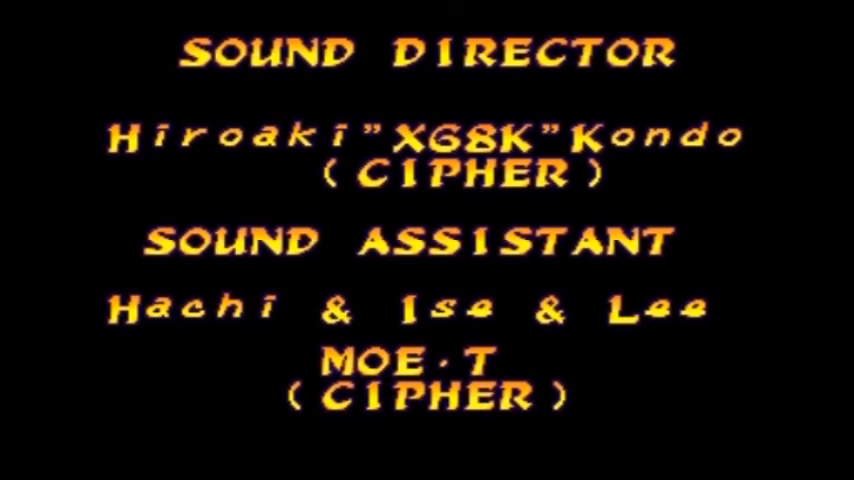 SOUND DIRECTOR
Hiroaki"X68K"Kondo
(CIPHER)
SOUND ASSISTANT
Hachi & Ise & Lee
MOE.T
(CIPHER)